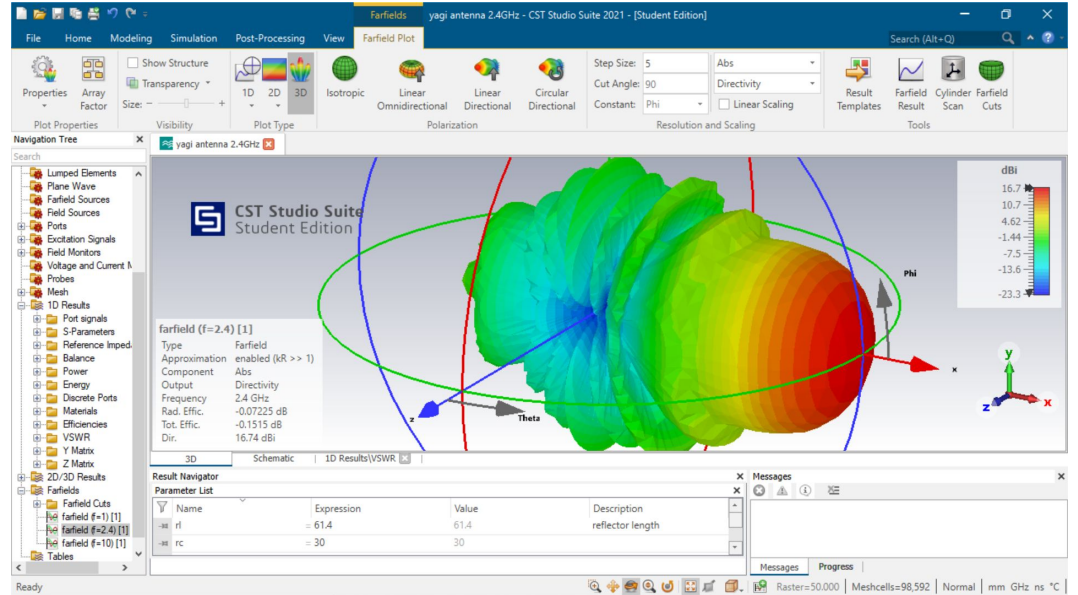 Farfields
yagi antenna 2.4GHz - CST Studio Suite 2021 - [Student Edition]
File Home Modeling Simulation Post-Processing View Farfield Plot Search (Alt+Q)
Properties
Array Factor
Show Structure
Transparency
Size: - +
1D 2D 3D
Isotropic
Linear Omnidirectional
Linear Directional
Circular Directional
Step Size: 5 Abs
Cut Angle: 90 Directivity
Constant: Phi Linear Scaling
Result Templates
Farfield Result
Cylinder Scan
Farfield Cuts
Plot Properties Visibility Plot Type Polarization Resolution and Scaling Tools
Navigation Tree
Search
Lumped Elements
Plane Wave
Farfield Sources
Field Sources
Ports
Excitation Signals
Field Monitors
Voltage and Current M
Probes
Mesh
1D Results
Port signals
S-Parameters
Reference Imped
Balance
Power
Energy
Discrete Ports
Materials
Efficiencies
VSWR
Y Matrix
Z Matrix
2D/3D Results
Farfields
Farfield Cuts
farfield (f=1) [1]
farfield (f=2.4) [1]
farfield (f=10) [1]
Tables
yagi antenna 2.4GHz
CST Studio Suite
Student Edition
dBi
16.7
10.7
4.62
-1.44
-7.5
-13.6
-23.3
Phi
x
z
Theta
y
z
x
farfield (f=2.4) [1]
Type Farfield
Approximation enabled (kR >> 1)
Component Abs
Output Directivity
Frequency 2.4 GHz
Rad. Effic. -0.07225 dB
Tot. Effic. -0.1515 dB
Dir. 16.74 dBi
3D Schematic 1D Results\VSWR
Result Navigator
Parameter List
Name Expression Value Description
rl = 61.4 61.4 reflector length
rc = 30 30
Messages
Messages Progress
Ready
Raster=50.000 Meshcells=98,592 Normal mm GHz ns °C